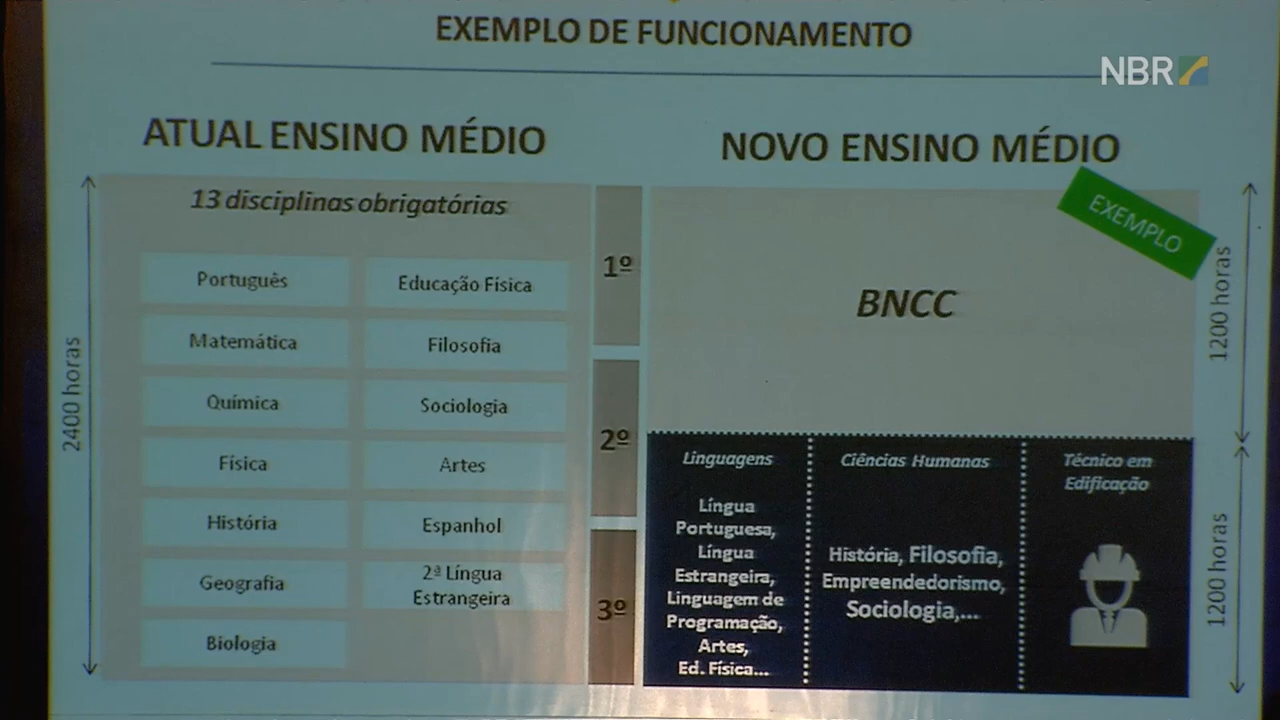 EXEMPLO DE FUNCIONAMENTO
NBR
ATUAL ENSINO MÉDIO
NOVO ENSINO MÉDIO
13 disciplinas obrigatórias
Português
Educação Física
Matemática
Filosofia
Química
Sociologia
Física
Artes
História
Espanhol
Geografia
2ª Língua
Estrangeira
Biologia
2400 horas
1º
2º
3º
EXEMPLO
BNCC
1200 horas
Linguagens
Língua
Portuguesa,
Língua
Estrangeira,
Linguagem de
Programação,
Artes,
Ed. Física...
Ciências Humanas
História, Filosofia,
Empreendedorismo,
Sociologia,...
Técnico em
Edificação
1200 horas